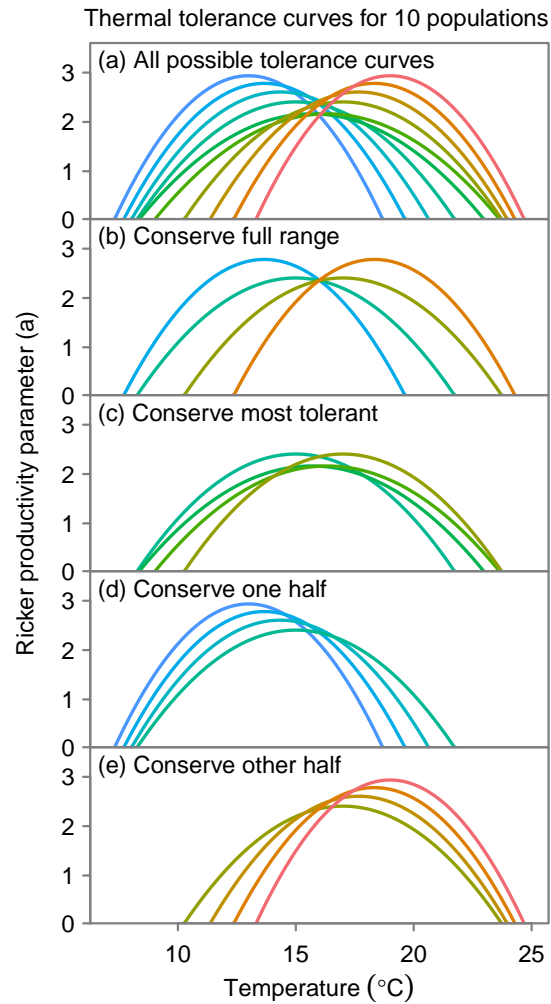 Thermal tolerance curves for 10 populations
(a) All possible tolerance curves
3
2
1
0
(b) Conserve full range
3
2
1
0
(c) Conserve most tolerant
3
2
1
0
(d) Conserve one half
3
2
1
0
(e) Conserve other half
3
2
1
0
Ricker productivity parameter (a)
10 15 20 25
Temperature (°C)